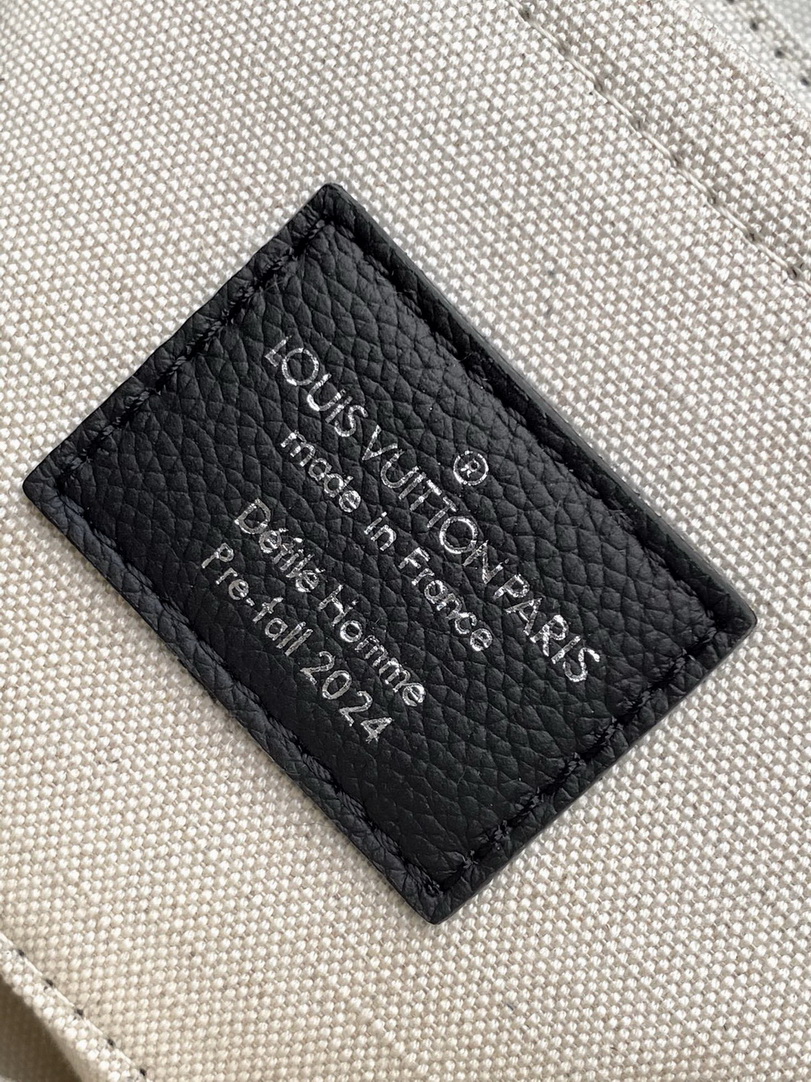 ®
LOUIS VUITTON PARIS
made in France
Défilé Homme
Pre-fall 2024